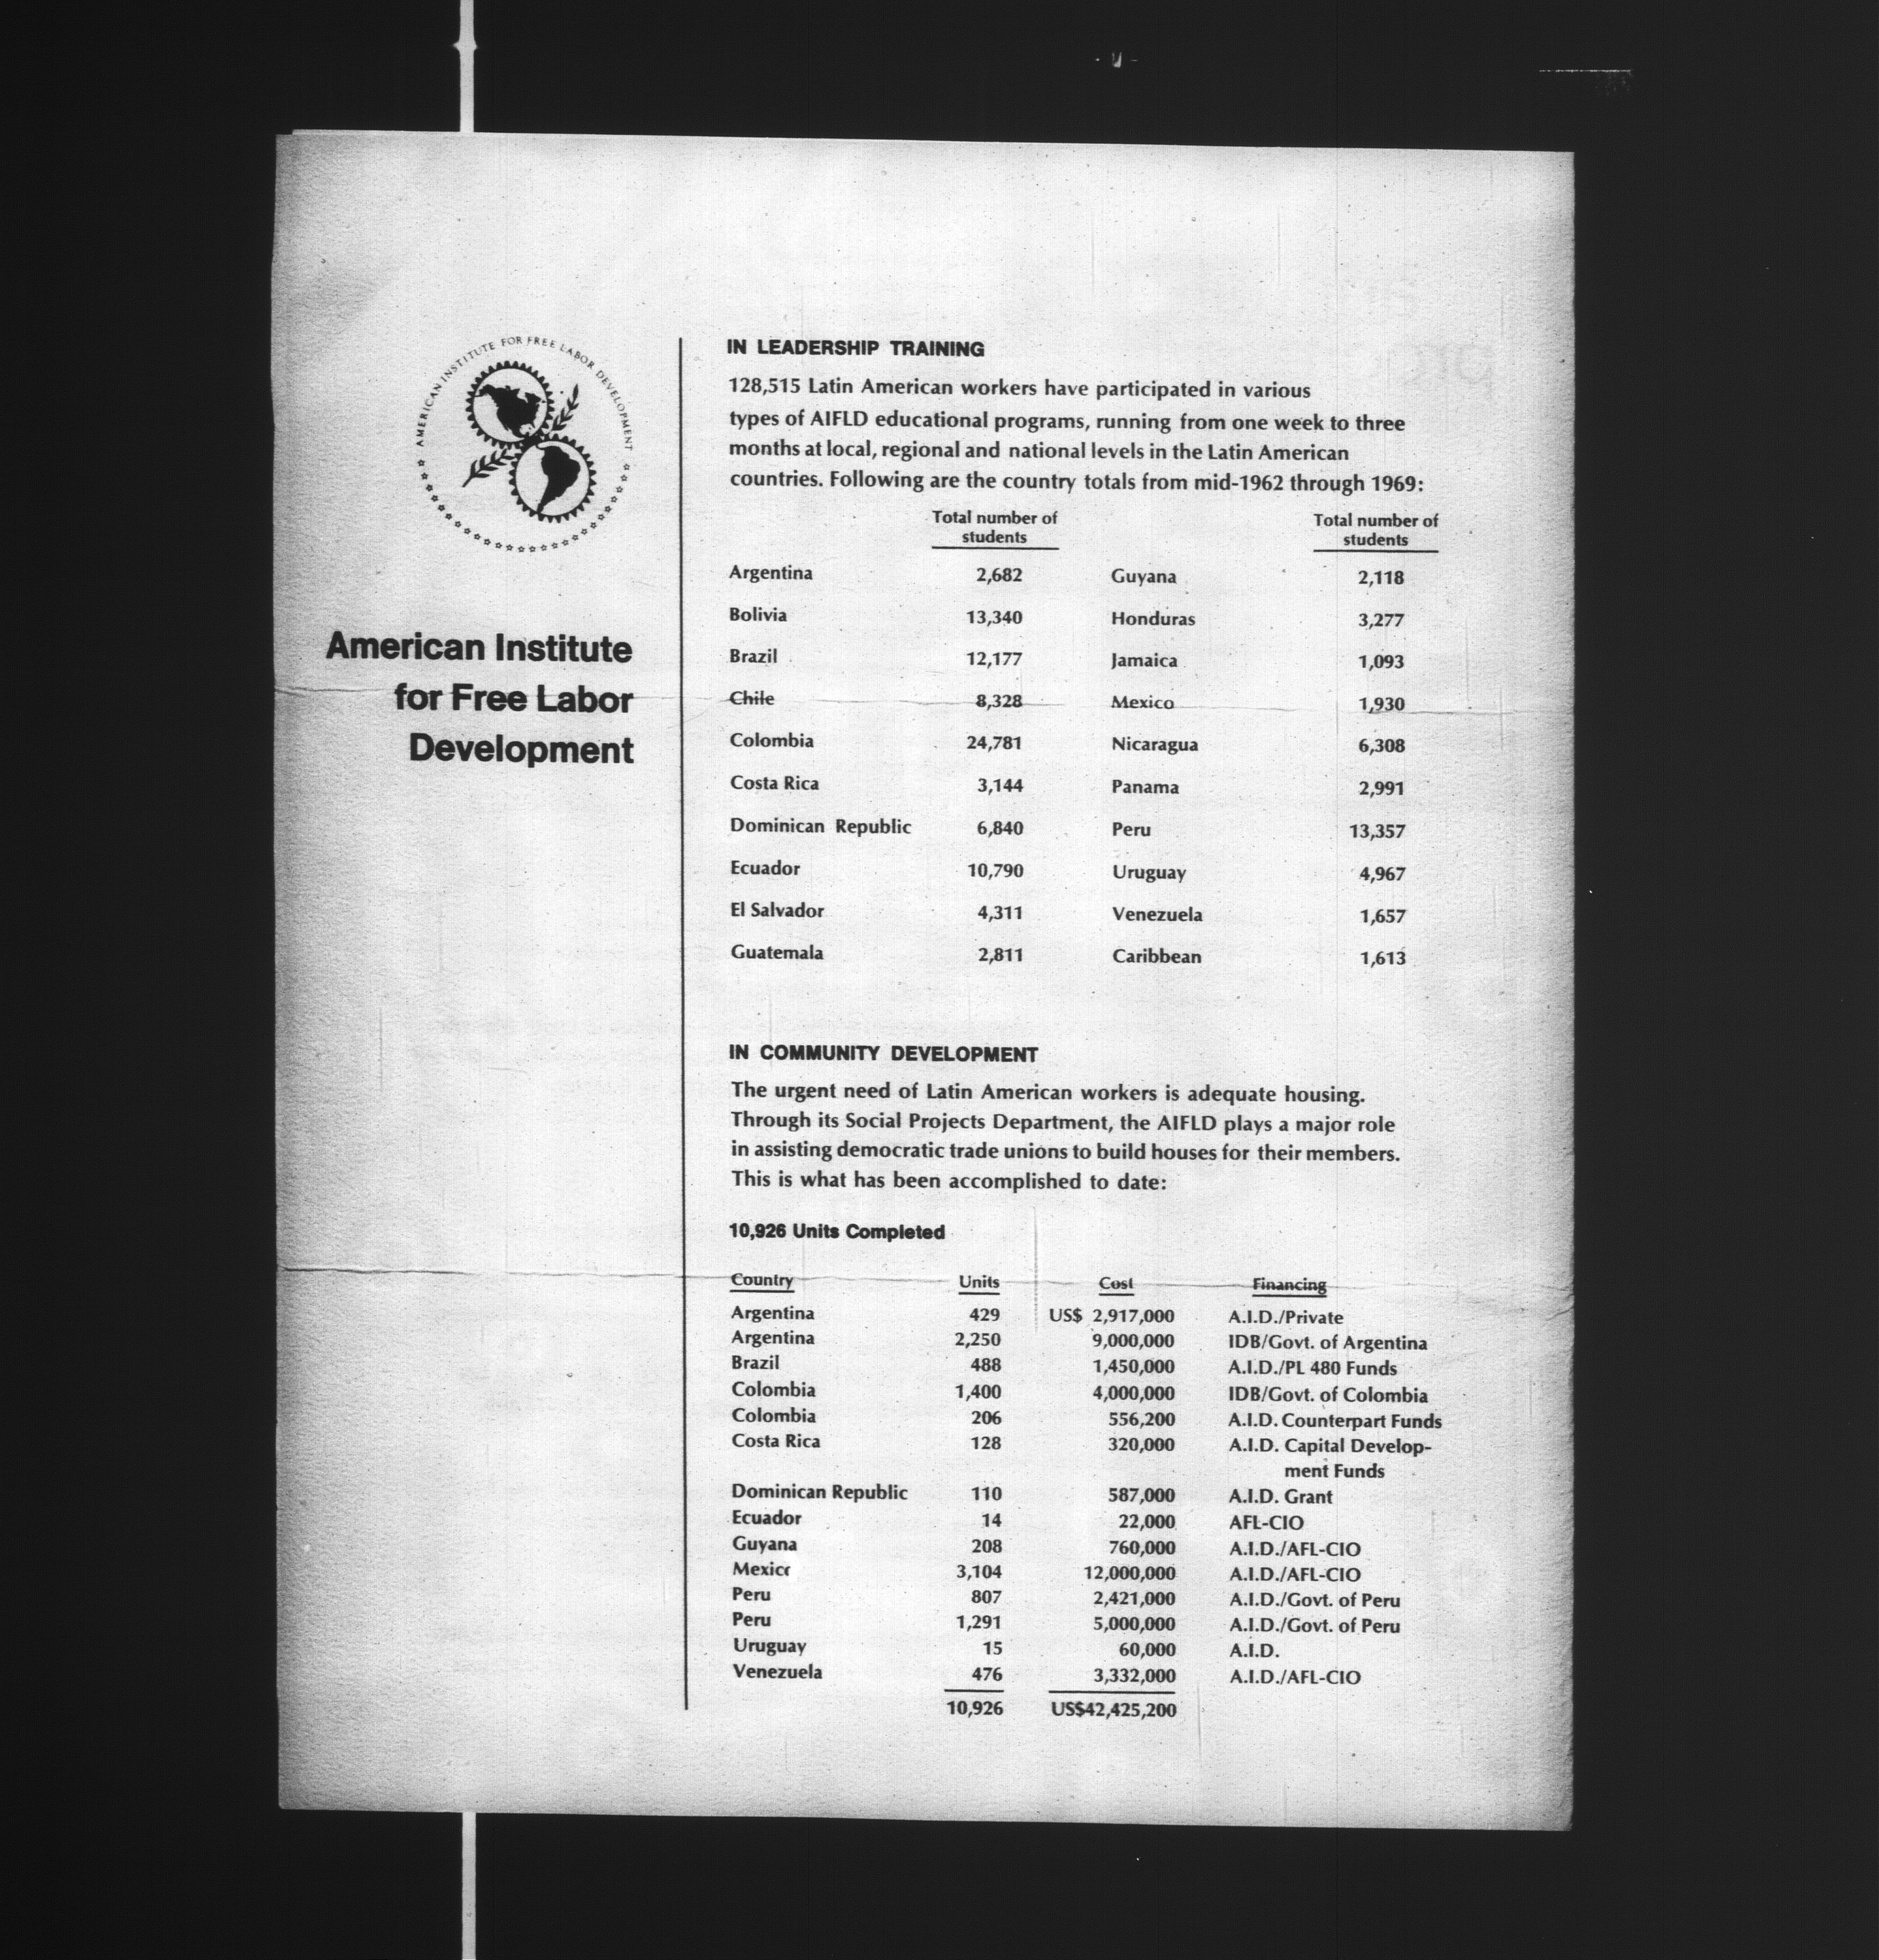 AMERICAN INSTITUTE FOR FREE LABOR DEVELOPMENT
American Institute
for Free Labor
Development
IN LEADERSHIP TRAINING
128,515 Latin American workers have participated in various
types of AIFLD educational programs, running from one week to three
months at local, regional and national levels in the Latin American
countries. Following are the country totals from mid-1962 through 1969:
Total number of students Total number of students
Argentina 2,682 Guyana 2,118
Bolivia 13,340 Honduras 3,277
Brazil 12,177 Jamaica 1,093
Chile 8,328 Mexico 1,930
Colombia 24,781 Nicaragua 6,308
Costa Rica 3,144 Panama 2,991
Dominican Republic 6,840 Peru 13,357
Ecuador 10,790 Uruguay 4,967
El Salvador 4,311 Venezuela 1,657
Guatemala 2,811 Caribbean 1,613
IN COMMUNITY DEVELOPMENT
The urgent need of Latin American workers is adequate housing.
Through its Social Projects Department, the AIFLD plays a major role
in assisting democratic trade unions to build houses for their members.
This is what has been accomplished to date:
10,926 Units Completed
Country Units Cost Financing
Argentina 429 US$ 2,917,000 A.I.D./Private
Argentina 2,250 9,000,000 IDB/Govt. of Argentina
Brazil 488 1,450,000 A.I.D./PL 480 Funds
Colombia 1,400 4,000,000 IDB/Govt. of Colombia
Colombia 206 556,200 A.I.D. Counterpart Funds
Costa Rica 128 320,000 A.I.D. Capital Develop-
ment Funds
Dominican Republic 110 587,000 A.I.D. Grant
Ecuador 14 22,000 AFL-CIO
Guyana 208 760,000 A.I.D./AFL-CIO
Mexico 3,104 12,000,000 A.I.D./AFL-CIO
Peru 807 2,421,000 A.I.D./Govt. of Peru
Peru 1,291 5,000,000 A.I.D./Govt. of Peru
Uruguay 15 60,000 A.I.D.
Venezuela 476 3,332,000 A.I.D./AFL-CIO
10,926 US$42,425,200